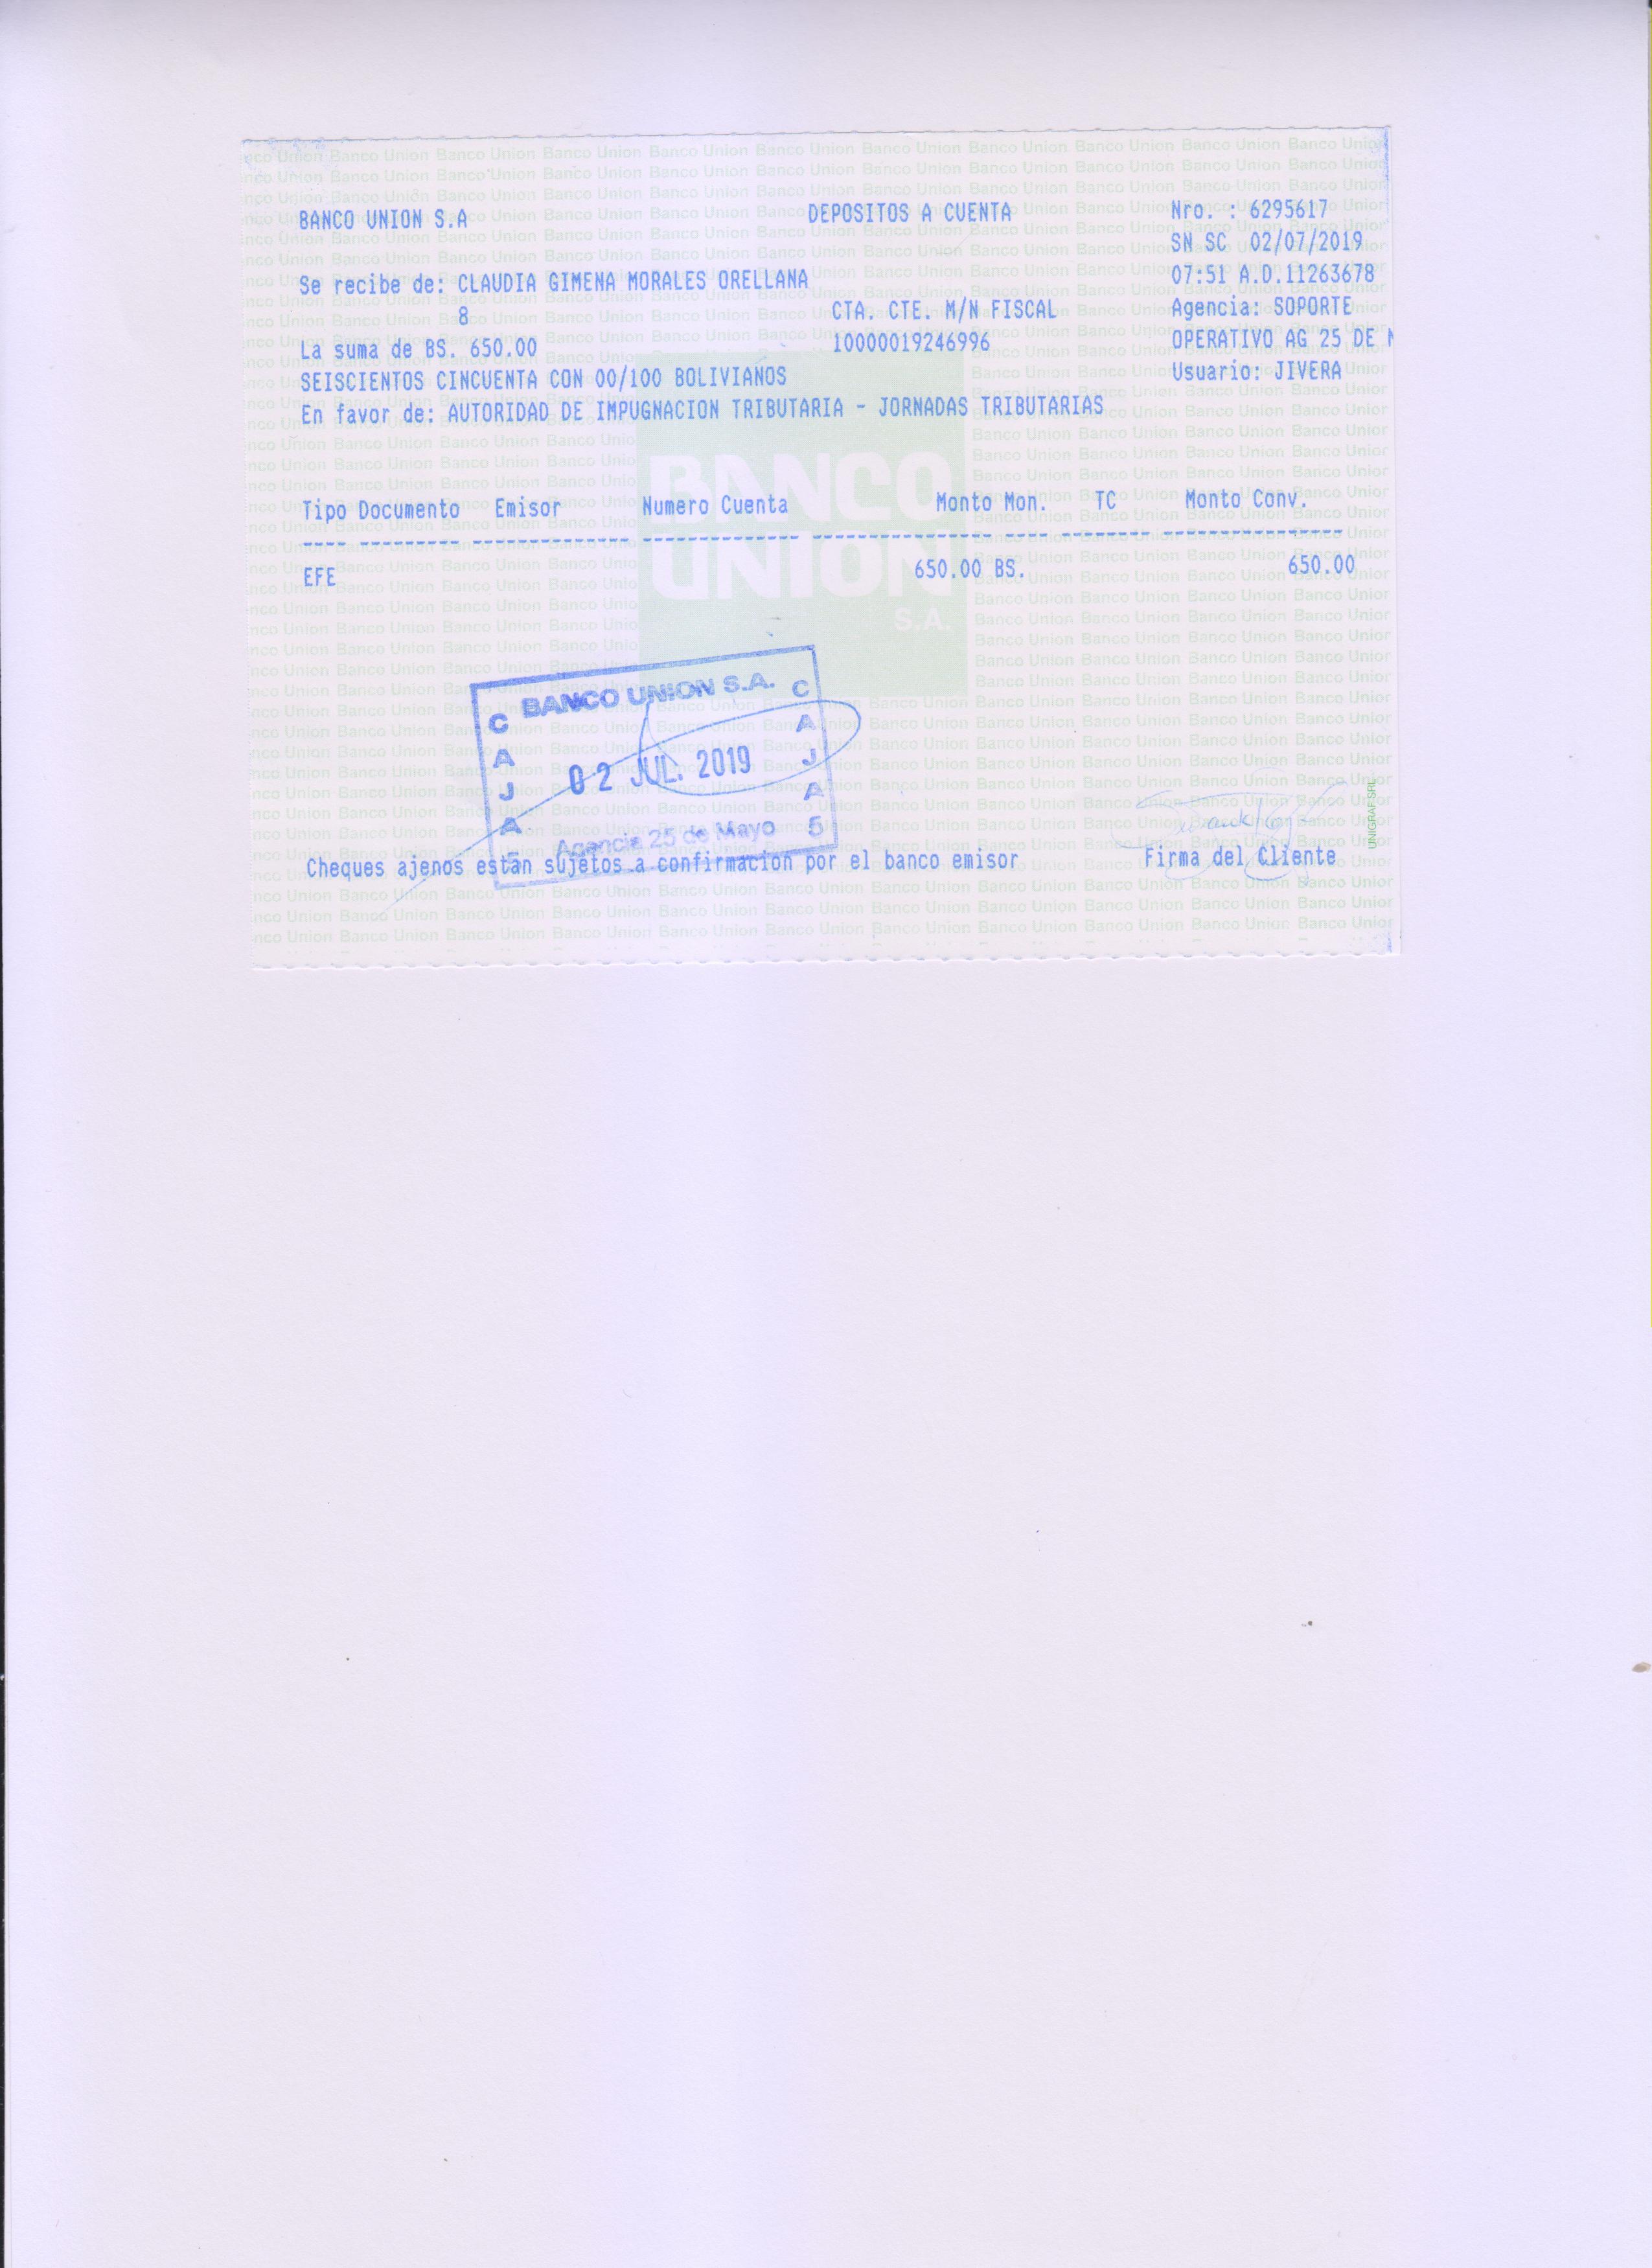 BANCO UNION S.A DEPOSITOS A CUENTA Nro. : 6295617
SN SC 02/07/2019
Se recibe de: CLAUDIA GIMENA MORALES ORELLANA 07:51 A.D.11263678
8 CTA. CTE. M/N FISCAL Agencia: SOPORTE
La suma de BS. 650.00 10000019246996 OPERATIVO AG 25 DE
SEISCIENTOS CINCUENTA CON 00/100 BOLIVIANOS Usuario: JIVERA
En favor de: AUTORIDAD DE IMPUGNACION TRIBUTARIA - JORNADAS TRIBUTARIAS
BANCO
UNION
S.A.
Tipo Documento Emisor Numero Cuenta Monto Mon. TC Monto Conv.
EFE 650.00 BS. 650.00
BANCO UNION S.A.
CAJA 5
02 JUL. 2019
CAJA 5
Agencia 25 de Mayo
Cheques ajenos estan sujetos a confirmacion por el banco emisor Firma del Cliente
UNIGRAF SRL